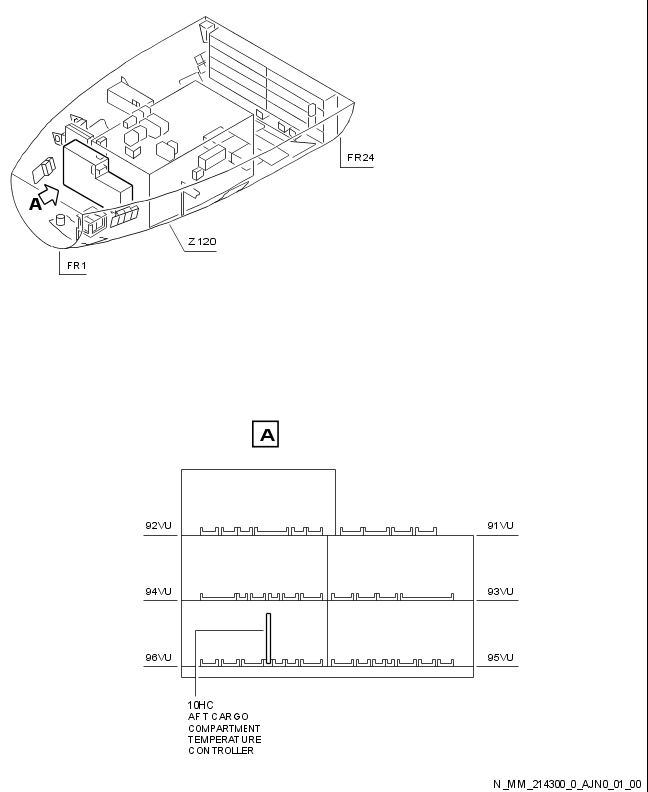 FR24
A
Z120
FR1
A
92VU
91VU
94VU
93VU
96VU
95VU
10HC
AFT CARGO
COMPARTMENT
TEMPERATURE
CONTROLLER
N_MM_214300_0_AJN0_01_00